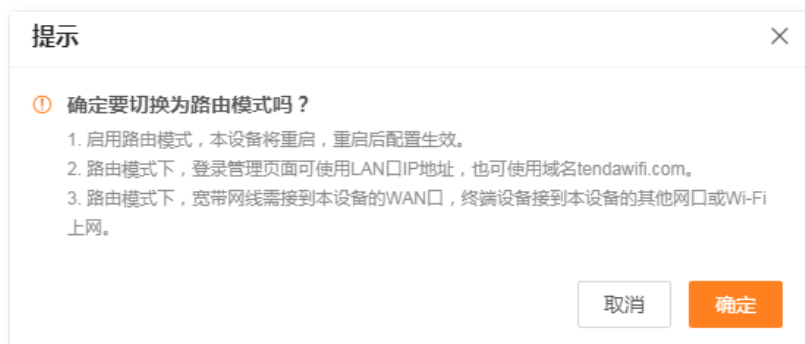 提示
确定要切换为路由模式吗？
1. 启用路由模式，本设备将重启，重启后配置生效。
2. 路由模式下，登录管理页面可使用LAN口IP地址，也可使用域名tendawifi.com。
3. 路由模式下，宽带网线需接到本设备的WAN口，终端设备接到本设备的其他网口或Wi-Fi
上网。
取消 确定